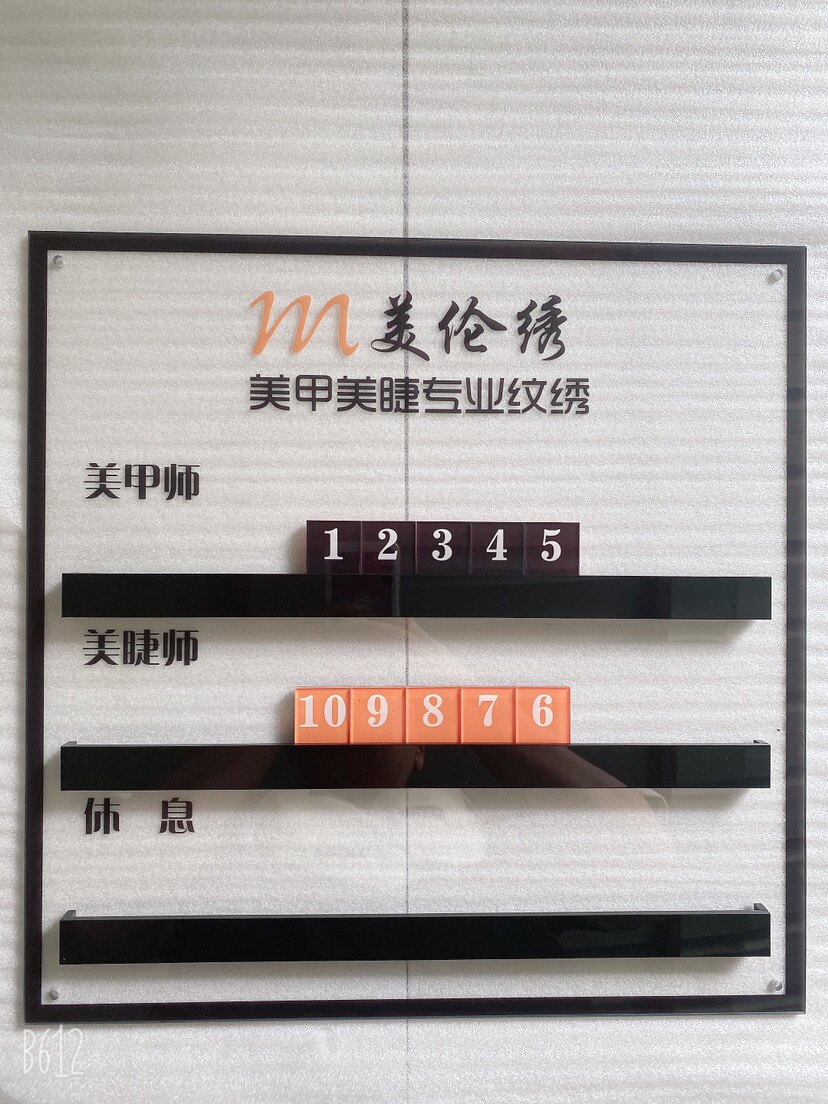 m 美伦绣
美甲美睫专业纹绣
美甲师
1 2 3 4 5
美睫师
10 9 8 7 6
休 息
B612